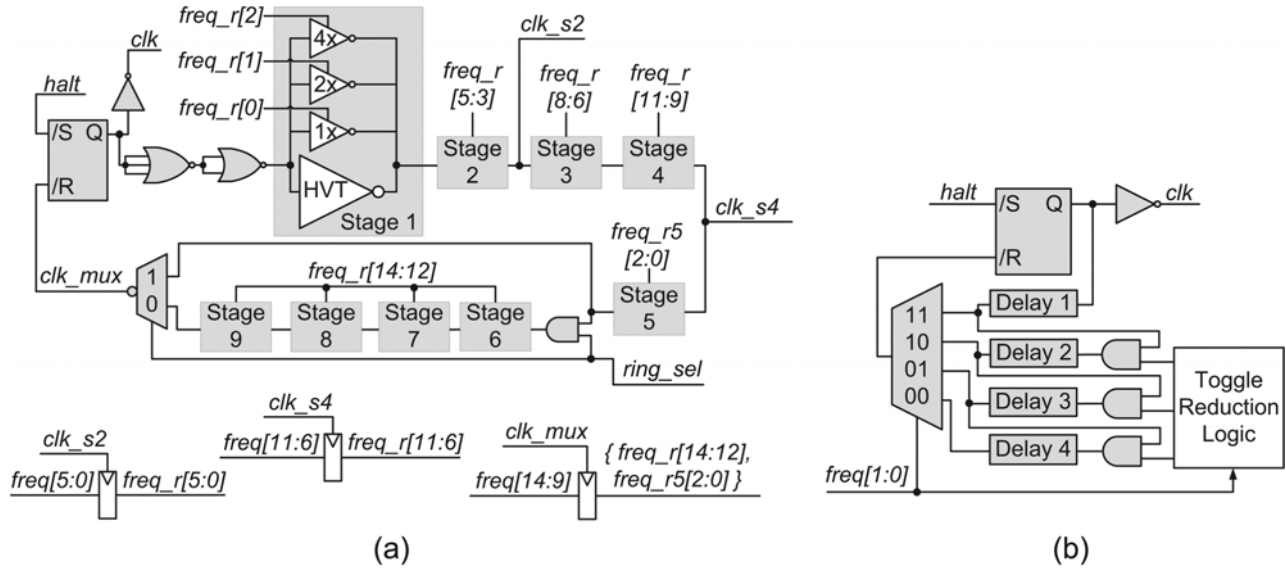 freq_r[2]
clk
freq_r[1]
halt
freq_r[0]
/S Q
/R
4x
2x
1x
HVT
Stage 1
clk_s2
freq_r
[5:3]
freq_r
[8:6]
freq_r
[11:9]
Stage
2
Stage
3
Stage
4
clk_s4
clk_mux
1
0
freq_r[14:12]
freq_r5
[2:0]
Stage
9
Stage
8
Stage
7
Stage
6
Stage
5
ring_sel
clk_s2
freq[5:0]
freq_r[5:0]
clk_s4
freq[11:6]
freq_r[11:6]
clk_mux
freq[14:9]
{ freq_r[14:12],
freq_r5[2:0] }
(a)
halt
/S Q
/R
clk
11
10
01
00
Delay 1
Delay 2
Delay 3
Delay 4
Toggle
Reduction
Logic
freq[1:0]
(b)